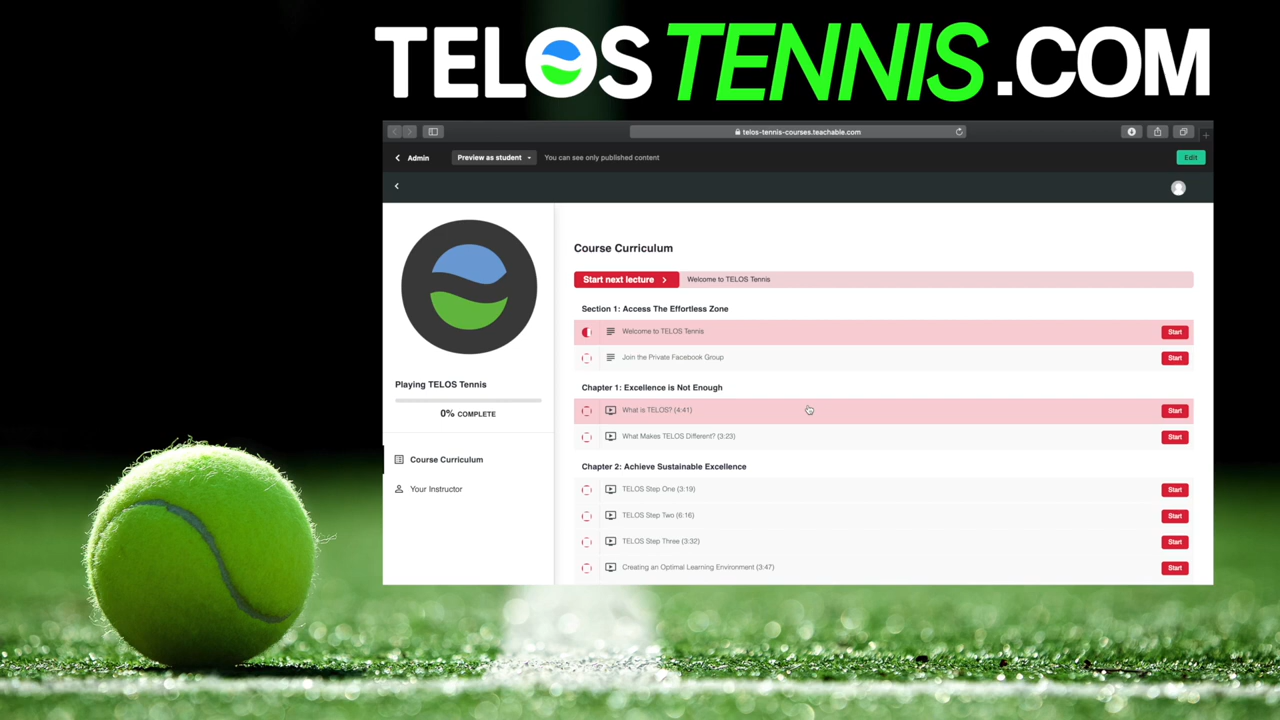 TELOS TENNIS.COM
telos-tennis-courses.teachable.com
Admin
Preview as student
You can see only published content
Edit
Playing TELOS Tennis
0% COMPLETE
Course Curriculum
Your Instructor
Course Curriculum
Start next lecture
Welcome to TELOS Tennis
Section 1: Access The Effortless Zone
Welcome to TELOS Tennis
Start
Join the Private Facebook Group
Start
Chapter 1: Excellence is Not Enough
What is TELOS? (4:41)
Start
What Makes TELOS Different? (3:23)
Start
Chapter 2: Achieve Sustainable Excellence
TELOS Step One (3:19)
Start
TELOS Step Two (6:16)
Start
TELOS Step Three (3:32)
Start
Creating an Optimal Learning Environment (3:47)
Start